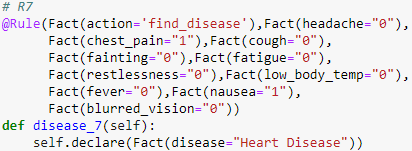 # R7
@Rule(Fact(action='find_disease'),Fact(headache="0"),
Fact(chest_pain="1"),Fact(cough="0"),
Fact(fainting="0"),Fact(fatigue="0"),
Fact(restlessness="0"),Fact(low_body_temp="0"),
Fact(fever="0"),Fact(nausea="1"),
Fact(blurred_vision="0"))
def disease_7(self):
self.declare(Fact(disease="Heart Disease"))